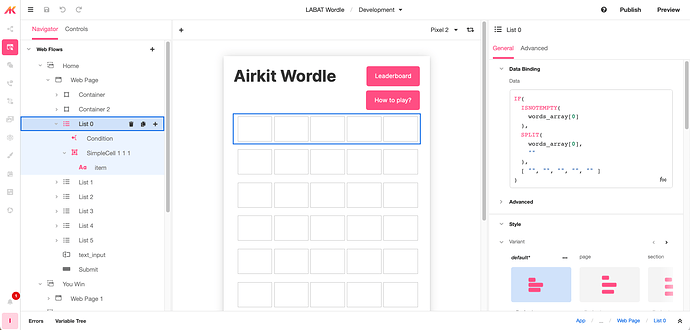 LABAT Wordle / Development
Publish
Preview
Navigator
Controls
Pixel 2
List 0
General
Advanced
Web Flows
Home
Web Page
Container
Container 2
List 0
Condition
SimpleCell 1 1 1
Aa item
List 1
List 2
List 3
List 4
List 5
text_input
Submit
You Win
Web Page 1
Airkit Wordle
Leaderboard
How to play?
Data Binding
Data
IF(
ISNOTEMPTY(
words_array[0]
),
SPLIT(
words_array[0],
""
),
[ "", "", "", "", "" ]
)
f(x)
Advanced
Style
Variant
default*
page
section
1
I
Errors
Variable Tree
App / ... / Web Page / List 0